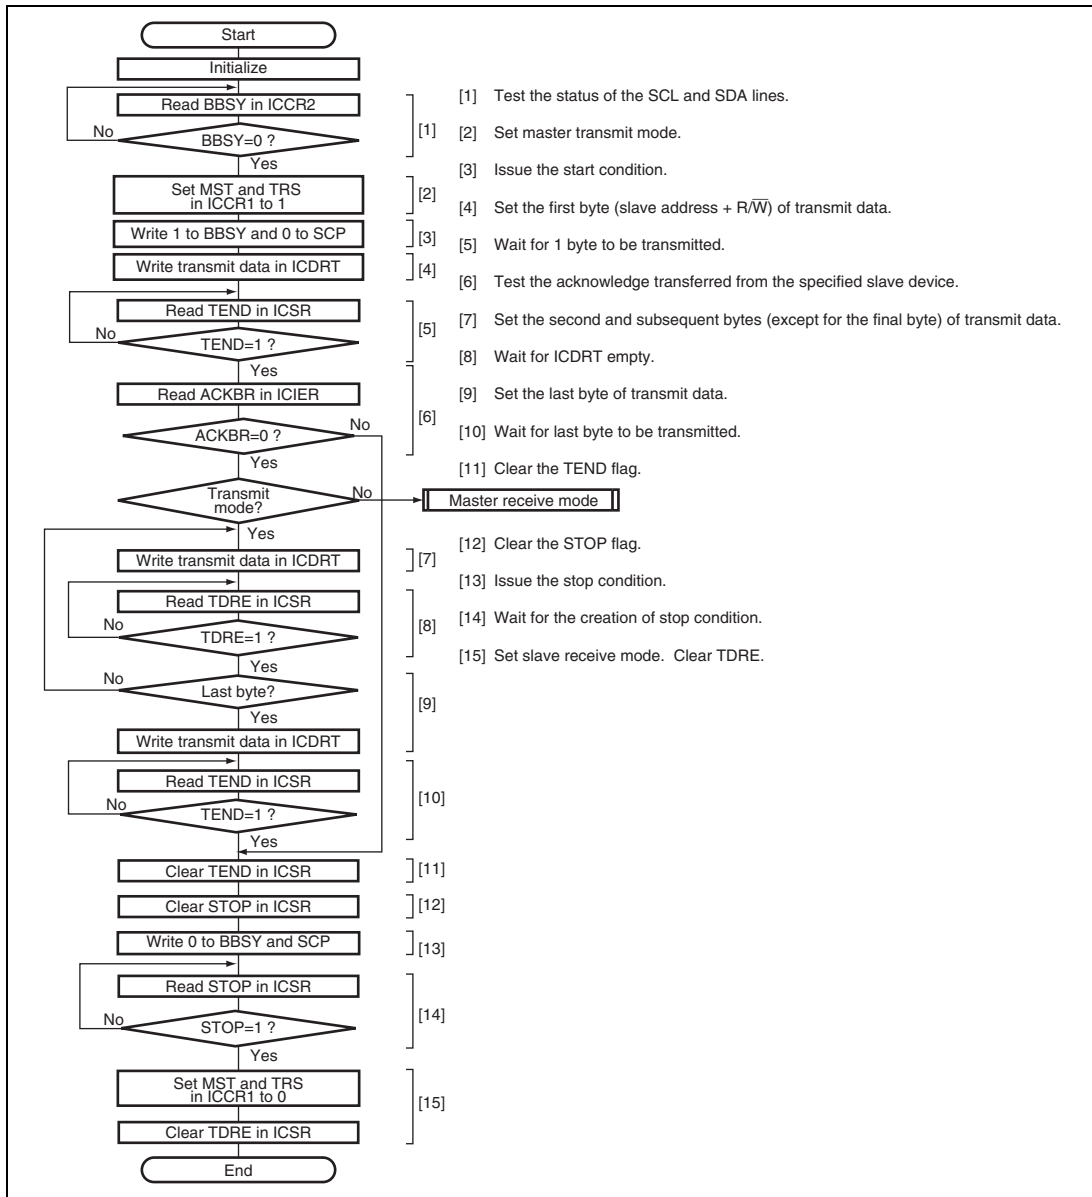 Start
Initialize
Read BBSY in ICCR2
No
BBSY=0 ?
[1]
Yes
Set MST and TRS
in ICCR1 to 1
[2]
Write 1 to BBSY and 0 to SCP
[3]
Write transmit data in ICDRT
[4]
Read TEND in ICSR
No
TEND=1 ?
[5]
Yes
Read ACKBR in ICIER
[6]
ACKBR=0 ?
No
Yes
Transmit
mode?
No
Master receive mode
Yes
Write transmit data in ICDRT
[7]
Read TDRE in ICSR
No
TDRE=1 ?
[8]
Yes
No
Last byte?
[9]
Yes
Write transmit data in ICDRT
Read TEND in ICSR
No
TEND=1 ?
[10]
Yes
Clear TEND in ICSR
[11]
Clear STOP in ICSR
[12]
Write 0 to BBSY and SCP
[13]
Read STOP in ICSR
No
STOP=1 ?
[14]
Yes
Set MST and TRS
in ICCR1 to 0
[15]
Clear TDRE in ICSR
End
[1] Test the status of the SCL and SDA lines.
[2] Set master transmit mode.
[3] Issue the start condition.
[4] Set the first byte (slave address + R/W̅) of transmit data.
[5] Wait for 1 byte to be transmitted.
[6] Test the acknowledge transferred from the specified slave device.
[7] Set the second and subsequent bytes (except for the final byte) of transmit data.
[8] Wait for ICDRT empty.
[9] Set the last byte of transmit data.
[10] Wait for last byte to be transmitted.
[11] Clear the TEND flag.
[12] Clear the STOP flag.
[13] Issue the stop condition.
[14] Wait for the creation of stop condition.
[15] Set slave receive mode. Clear TDRE.